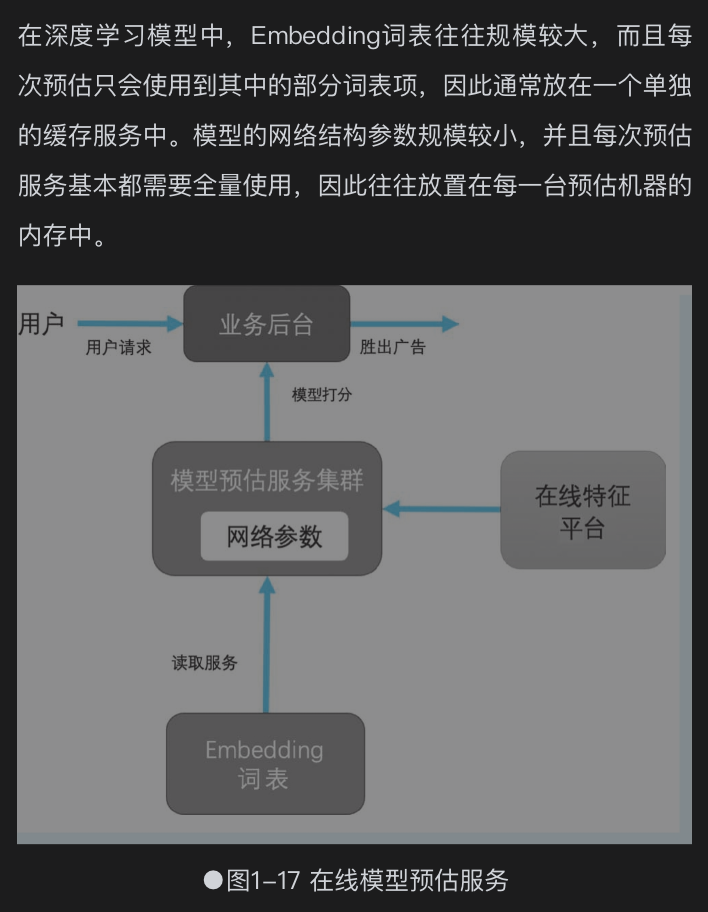 在深度学习模型中，Embedding词表往往规模较大，而且每
次预估只会使用到其中的部分词表项，因此通常放在一个单独
的缓存服务中。模型的网络结构参数规模较小，并且每次预估
服务基本都需要全量使用，因此往往放置在每一台预估机器的
内存中。
用户
用户请求
业务后台
胜出广告
模型打分
模型预估服务集群
网络参数
在线特征
平台
读取服务
Embedding
词表
●图1-17 在线模型预估服务